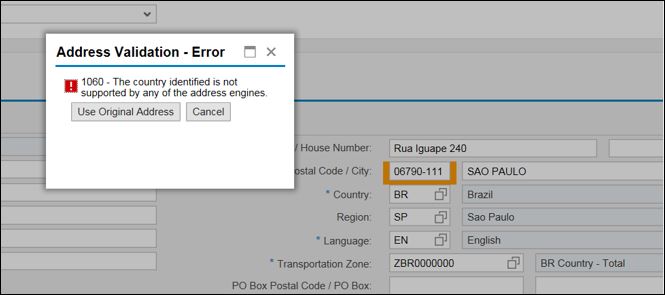 Address Validation - Error
1060 - The country identified is not
supported by any of the address engines.
Use Original Address Cancel
/ House Number: Rua Iguape 240
ostal Code / City: 06790-111 SAO PAULO
* Country: BR Brazil
Region: SP Sao Paulo
* Language: EN English
* Transportation Zone: ZBR0000000 BR Country - Total
PO Box Postal Code / PO Box: